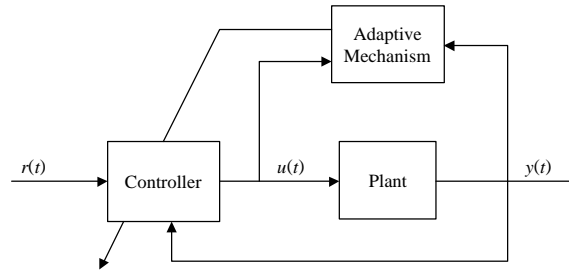 Adaptive
Mechanism
r(t)
Controller
u(t)
Plant
y(t)